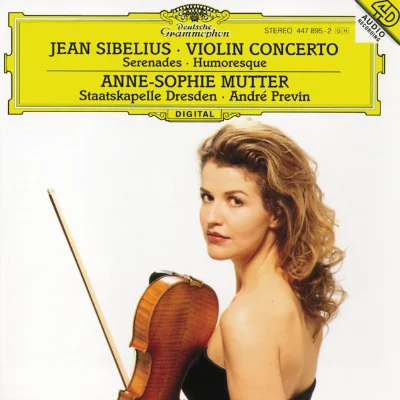 Deutsche
Grammophon
STEREO 447 895-2 GH
4D
AUDIO
RECORDING
JEAN SIBELIUS · VIOLIN CONCERTO
Serenades · Humoresque
ANNE-SOPHIE MUTTER
Staatskapelle Dresden · André Previn
DIGITAL